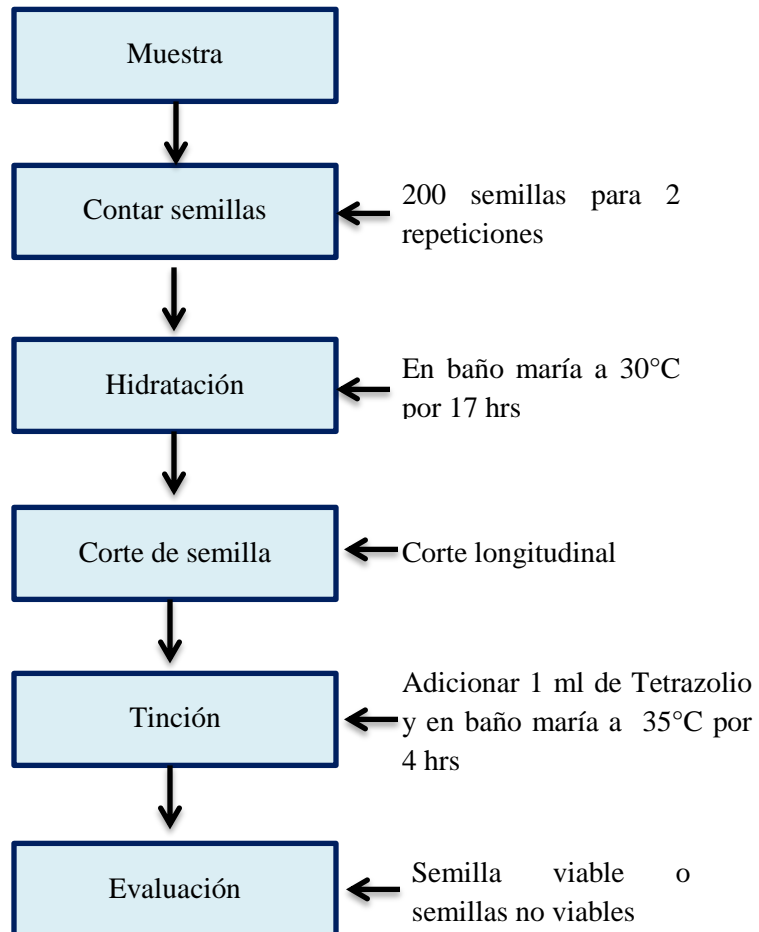 Muestra
Contar semillas
200 semillas para 2
repeticiones
Hidratación
En baño maría a 30°C
por 17 hrs
Corte de semilla
Corte longitudinal
Tinción
Adicionar 1 ml de Tetrazolio
y en baño maría a 35°C por
4 hrs
Evaluación
Semilla viable o
semillas no viables